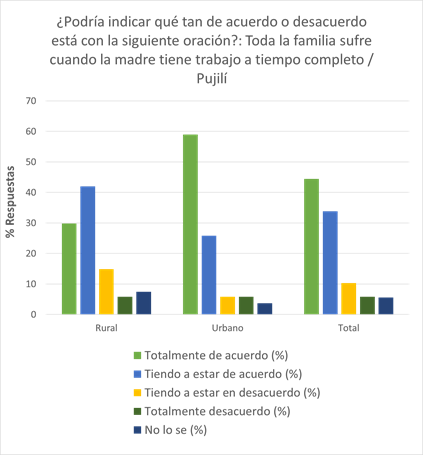 ¿Podría indicar qué tan de acuerdo o desacuerdo
está con la siguiente oración?: Toda la familia sufre
cuando la madre tiene trabajo a tiempo completo /
Pujilí
% Respuestas
70
60
50
40
30
20
10
0
Rural
Urbano
Total
Totalmente de acuerdo (%)
Tiendo a estar de acuerdo (%)
Tiendo a estar en desacuerdo (%)
Totalmente desacuerdo (%)
No lo se (%)